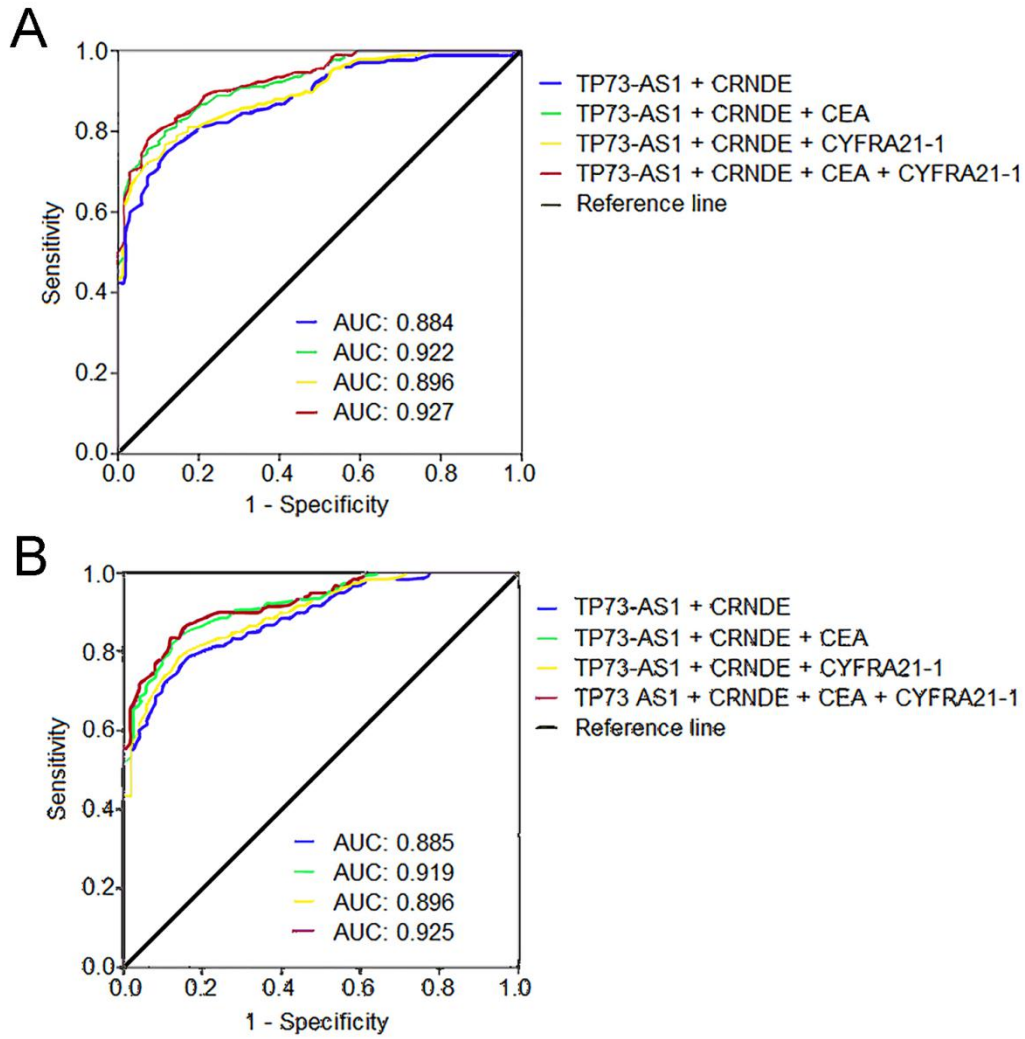 A
1.0
0.8
0.6
0.4
0.2
0.0
Sensitivity
0.0 0.2 0.4 0.6 0.8 1.0
1 - Specificity
AUC: 0.884
AUC: 0.922
AUC: 0.896
AUC: 0.927
TP73-AS1 + CRNDE
TP73-AS1 + CRNDE + CEA
TP73-AS1 + CRNDE + CYFRA21-1
TP73-AS1 + CRNDE + CEA + CYFRA21-1
Reference line
B
1.0
0.8
0.6
0.4
0.2
0.0
Sensitivity
0.0 0.2 0.4 0.6 0.8 1.0
1 - Specificity
AUC: 0.885
AUC: 0.919
AUC: 0.896
AUC: 0.925
TP73-AS1 + CRNDE
TP73-AS1 + CRNDE + CEA
TP73-AS1 + CRNDE + CYFRA21-1
TP73 AS1 + CRNDE + CEA + CYFRA21-1
Reference line